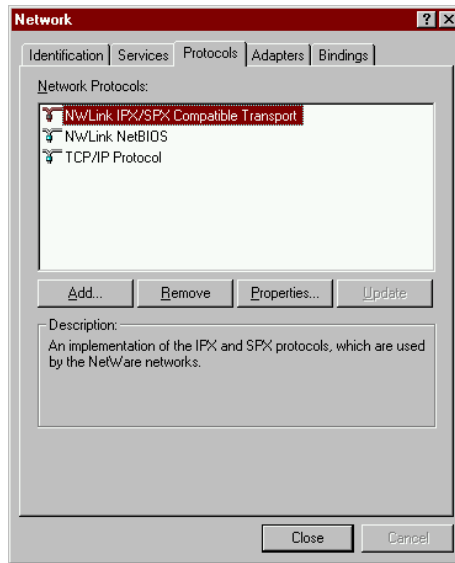 Network
Identification Services Protocols Adapters Bindings
Network Protocols:
NWLink IPX/SPX Compatible Transport
NWLink NetBIOS
TCP/IP Protocol
Add... Remove Properties... Update
Description:
An implementation of the IPX and SPX protocols, which are used
by the NetWare networks.
Close Cancel